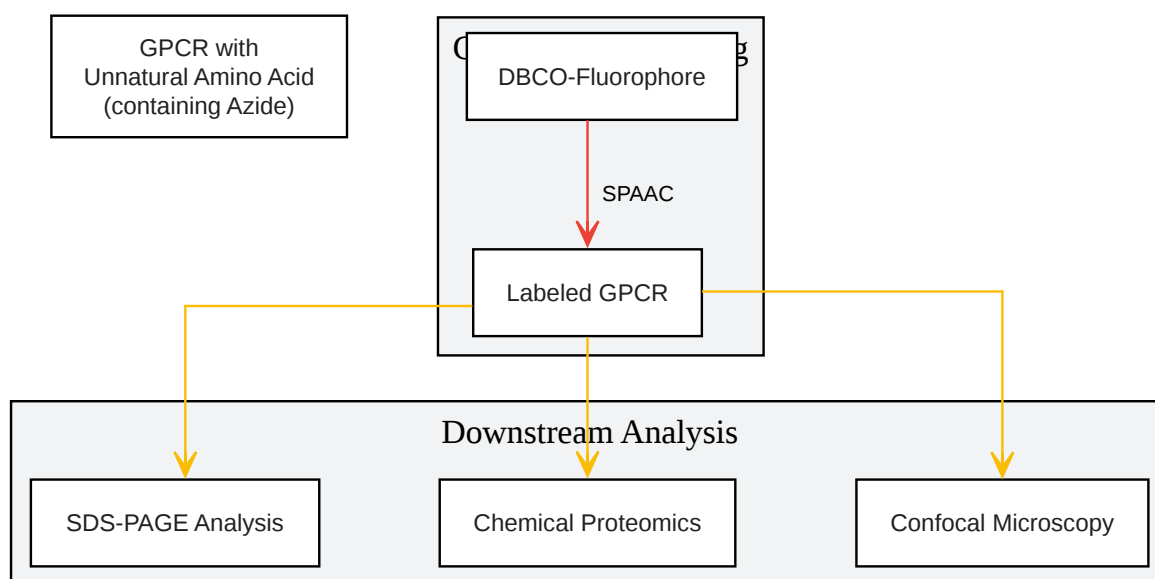 GPCR with
Unnatural Amino Acid
(containing Azide)
DBCO-Fluorophore
SPAAC
Labeled GPCR
Downstream Analysis
SDS-PAGE Analysis
Chemical Proteomics
Confocal Microscopy